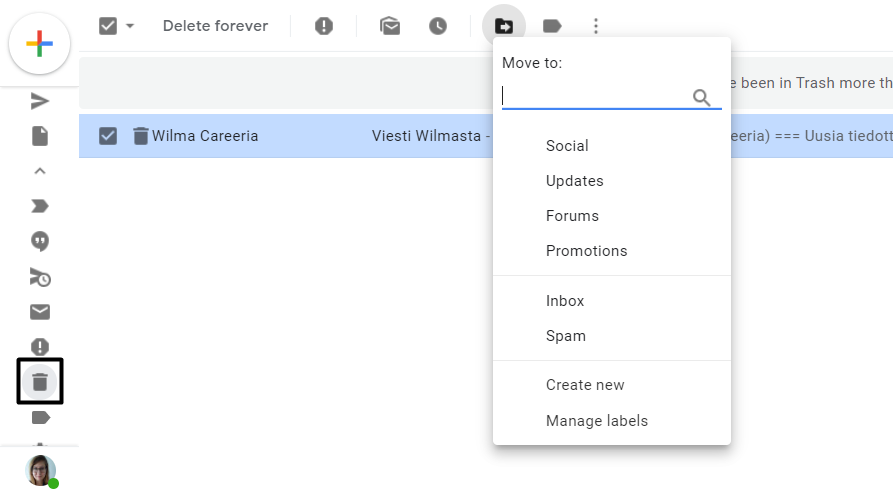 Delete forever
Move to:
e been in Trash more th
Wilma Careeria
Viesti Wilmasta -
eeria) === Uusia tiedott
Social
Updates
Forums
Promotions
Inbox
Spam
Create new
Manage labels